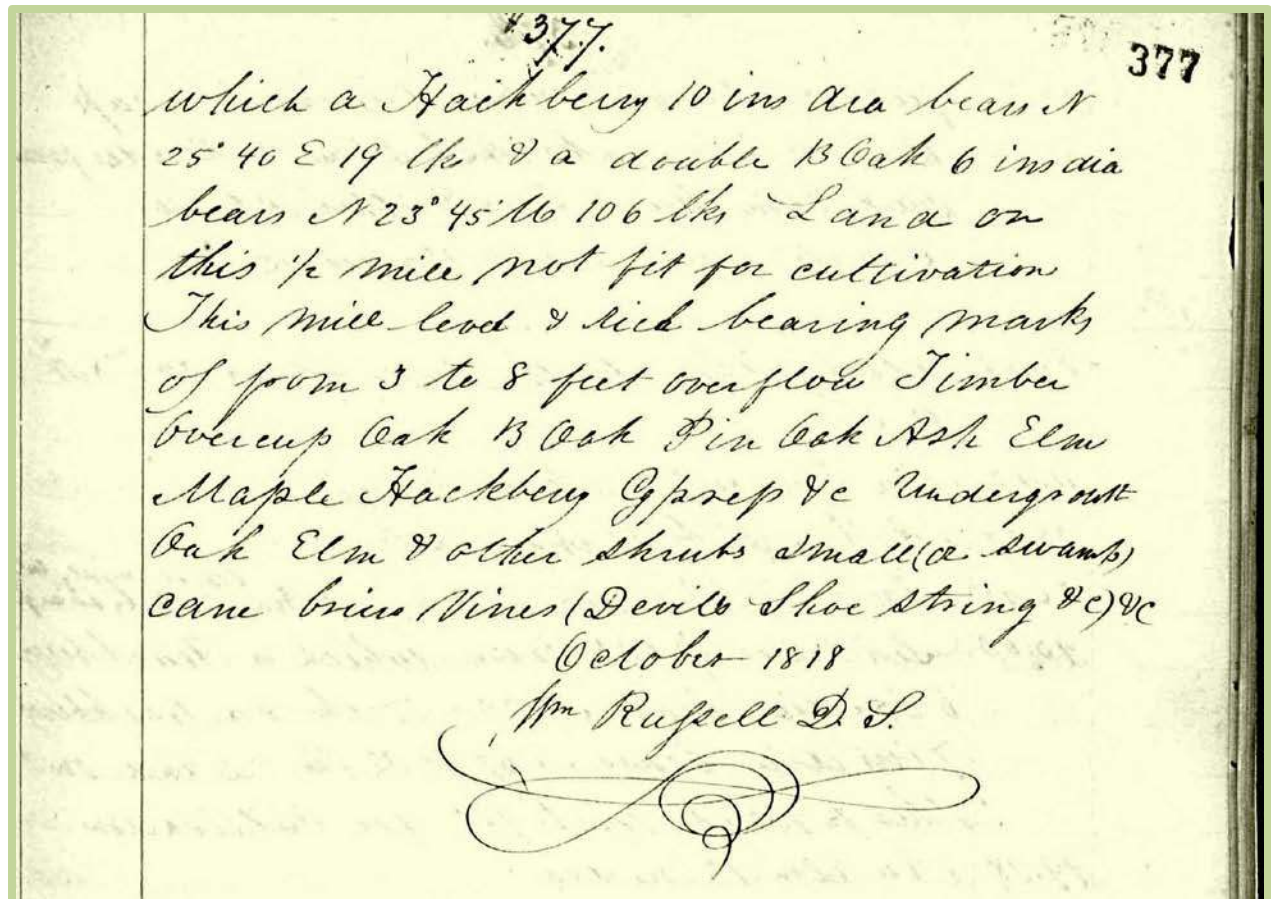 377.
377
which a Hackberry 10 ins dia bears N
25° 40 E 19 lks & a double B Oak 6 ins dia
bears N 23° 45' W 106 lks Land on
this 1/2 mile not fit for cultivation
This mile level & rich bearing marks
of from 3 to 8 feet overflow Timber
Overcup Oak B Oak Pin Oak Ash Elm
Maple Hackberry Cypress &c Undergrowth
Oak Elm & other shrubs small (or swamp)
cane briers Vines (Devils Shoe string &c) &c
October 1818
Wm Russell D. S.